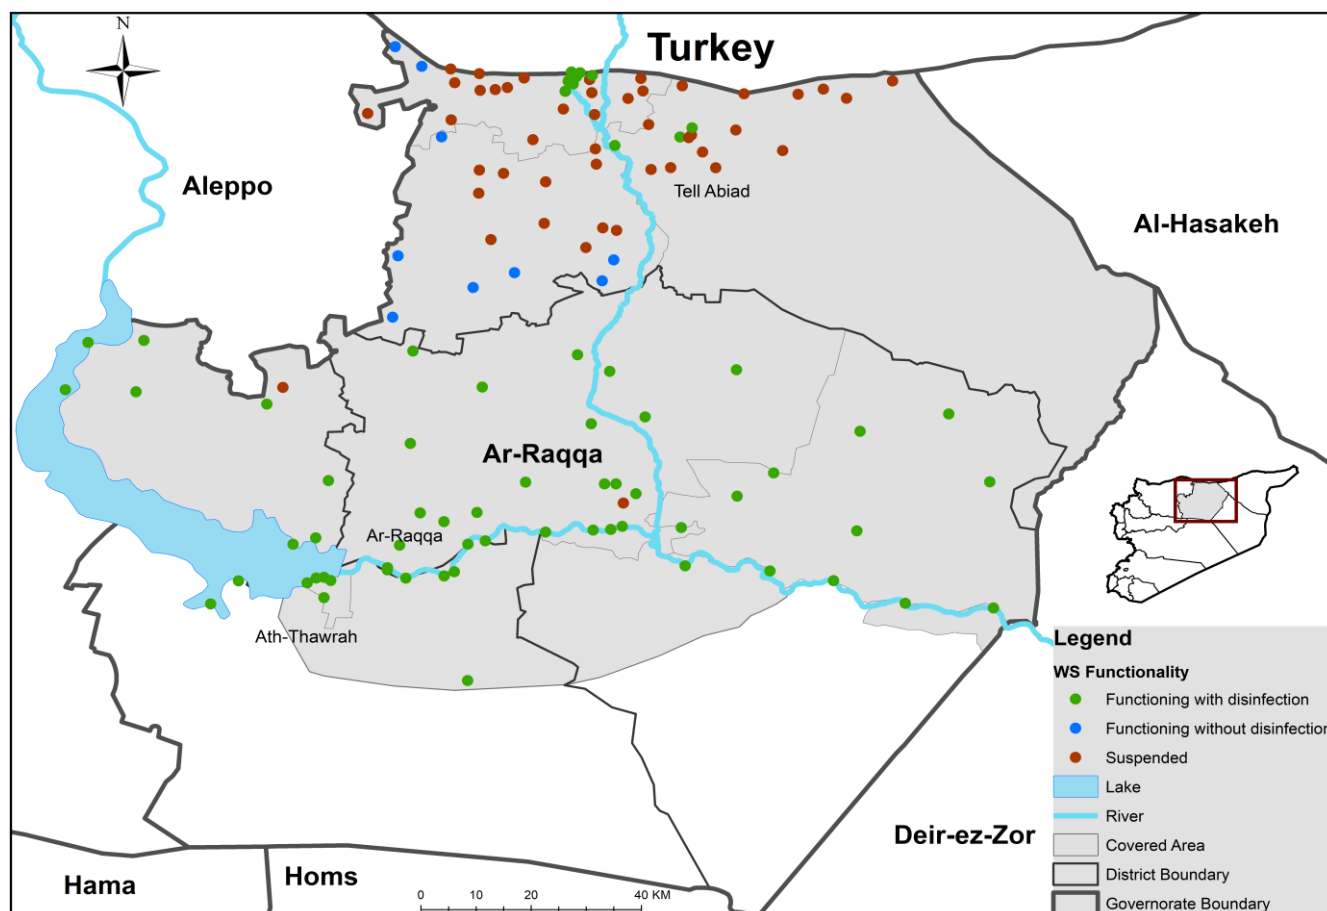 N
Turkey
Aleppo
Tell Abiad
Al-Hasakeh
Ar-Raqqa
Ar-Raqqa
Ath-Thawrah
Deir-ez-Zor
Hama
Homs
0 10 20 40 KM
Legend
WS Functionality
Functioning with disinfection
Functioning without disinfection
Suspended
Lake
River
Covered Area
District Boundary
Governorate Boundary